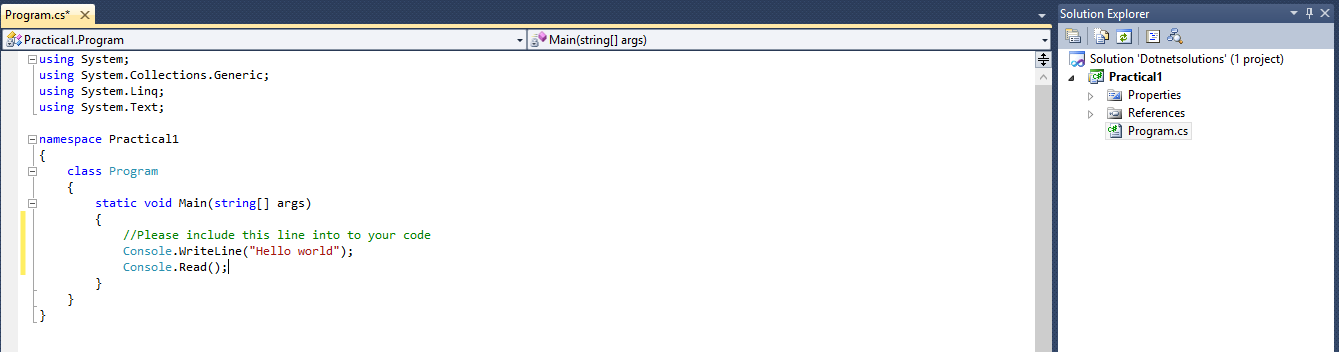 Program.cs*
Practical1.Program
Main(string[] args)
using System;
using System.Collections.Generic;
using System.Linq;
using System.Text;
namespace Practical1
{
class Program
{
static void Main(string[] args)
{
//Please include this line into to your code
Console.WriteLine("Hello world");
Console.Read();
}
}
}
Solution Explorer
Solution 'Dotnetsolutions' (1 project)
Practical1
Properties
References
Program.cs